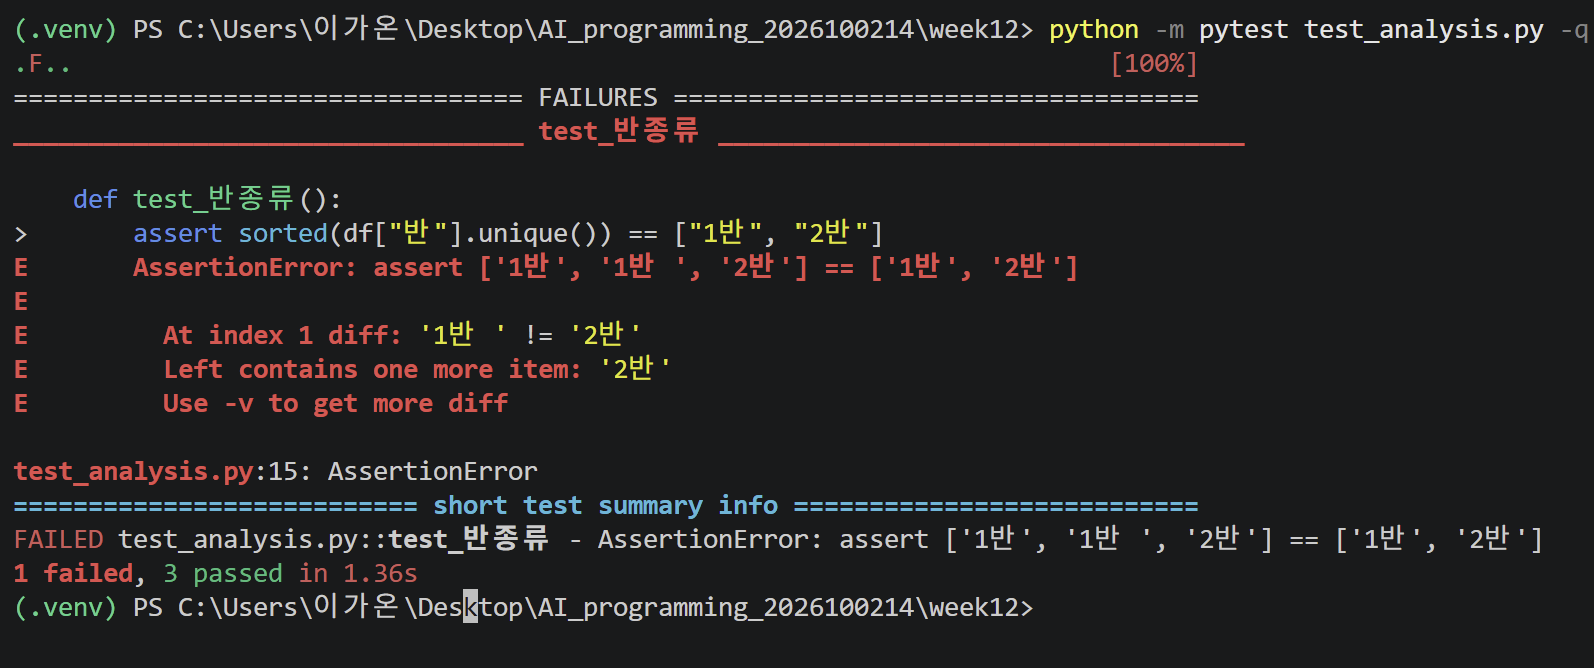 (.venv) PS C:\Users\이가온\Desktop\AI_programming_2026100214\week12> python -m pytest test_analysis.py -q
.F.. [100%]
================================== FAILURES ===================================
__________________________________ test_반종류 ___________________________________
    def test_반종류():
>       assert sorted(df["반"].unique()) == ["1반", "2반"]
E       AssertionError: assert ['1반', '1반 ', '2반'] == ['1반', '2반']
E
E         At index 1 diff: '1반 ' != '2반'
E         Left contains one more item: '2반'
E         Use -v to get more diff
test_analysis.py:15: AssertionError
=========================== short test summary info ===========================
FAILED test_analysis.py::test_반종류 - AssertionError: assert ['1반', '1반 ', '2반'] == ['1반', '2반']
1 failed, 3 passed in 1.36s
(.venv) PS C:\Users\이가온\Desktop\AI_programming_2026100214\week12>